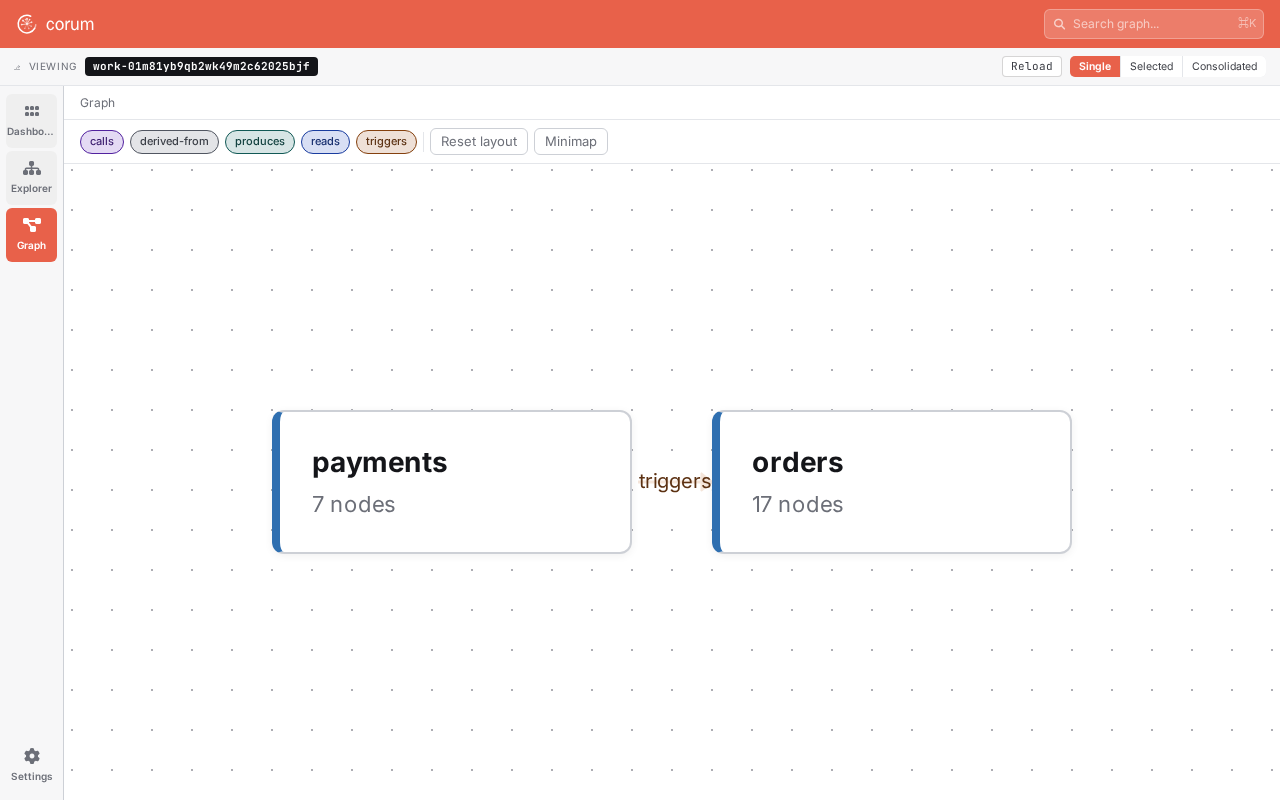 corum
Search graph...
⌘K
VIEWING
work-01m81yb9qb2wk49m2c62025bjf
Reload
Single
Selected
Consolidated
Dashbo...
Explorer
Graph
Settings
Graph
calls
derived-from
produces
reads
triggers
Reset layout
Minimap
payments
7 nodes
triggers
orders
17 nodes